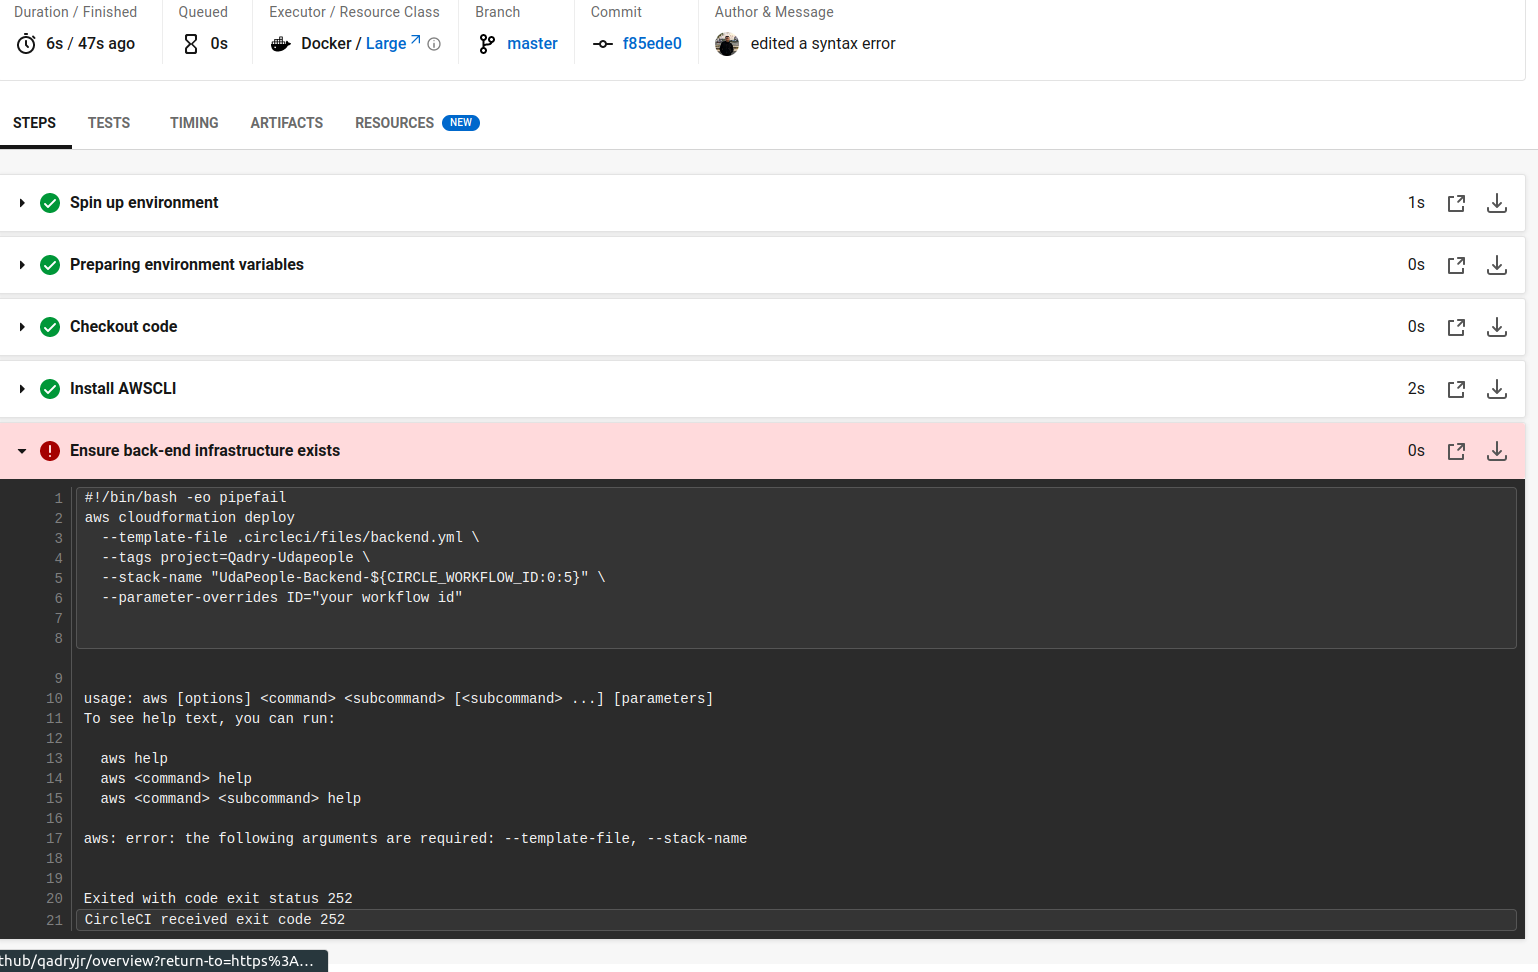 Duration / Finished
6s / 47s ago
Queued
0s
Executor / Resource Class
Docker / Large
Branch
master
Commit
f85ede0
Author & Message
edited a syntax error
STEPS TESTS TIMING ARTIFACTS RESOURCES NEW
Spin up environment 1s
Preparing environment variables 0s
Checkout code 0s
Install AWSCLI 2s
Ensure back-end infrastructure exists 0s
1 #!/bin/bash -eo pipefail
2 aws cloudformation deploy
3   --template-file .circleci/files/backend.yml \
4   --tags project=Qadry-Udapeople \
5   --stack-name "UdaPeople-Backend-${CIRCLE_WORKFLOW_ID:0:5}" \
6   --parameter-overrides ID="your workflow id"
7
8
9
10 usage: aws [options] <command> <subcommand> [<subcommand> ...] [parameters]
11 To see help text, you can run:
12
13   aws help
14   aws <command> help
15   aws <command> <subcommand> help
16
17 aws: error: the following arguments are required: --template-file, --stack-name
18
19
20 Exited with code exit status 252
21 CircleCI received exit code 252
thub/qadryjr/overview?return-to=https%3A...